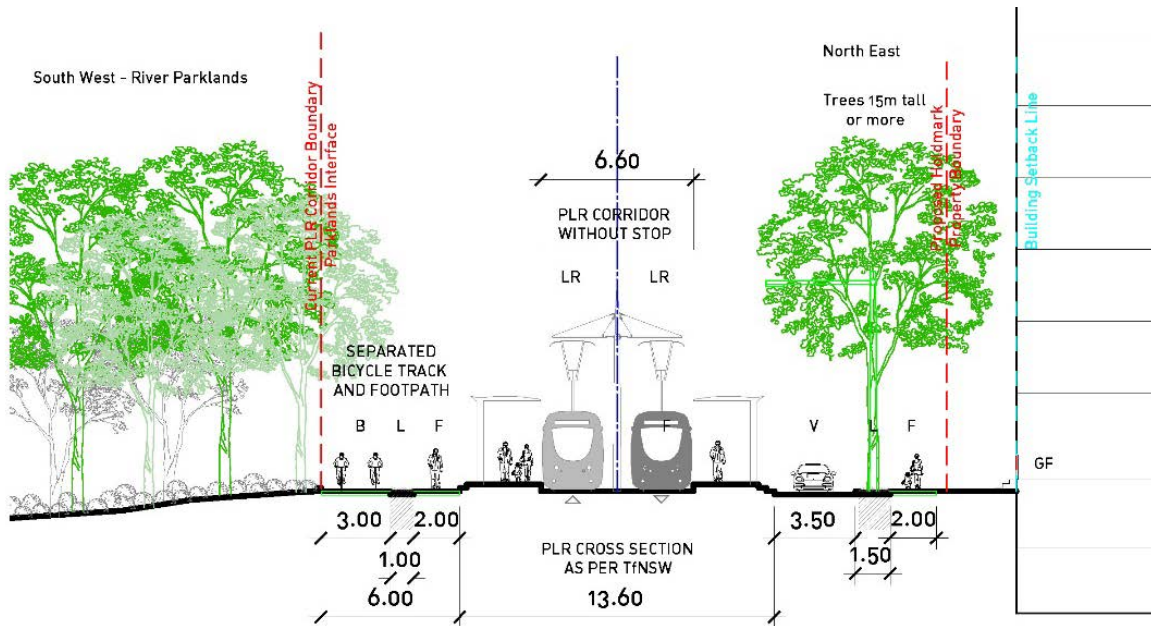 South West - River Parklands
North East
Trees 15m tall
or more
Current PLR Corridor Boundary
Parklands Interface
6.60
PLR CORRIDOR
WITHOUT STOP
LR
LR
Proposed Holdmark
Property Boundary
Building Setback Line
SEPARATED
BICYCLE TRACK
AND FOOTPATH
B
L
F
F
V
L
F
GF
L
3.00
2.00
1.00
6.00
PLR CROSS SECTION
AS PER TfNSW
13.60
3.50
2.00
1.50